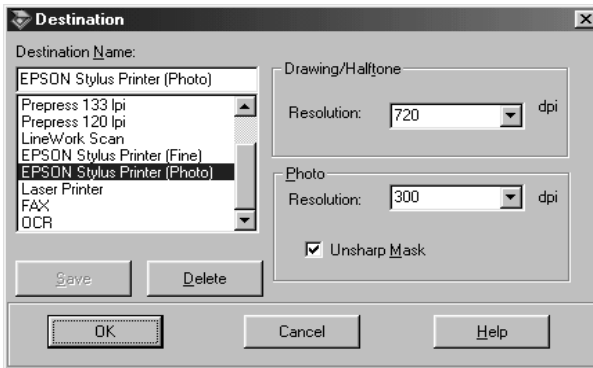 Destination
Destination Name:
EPSON Stylus Printer (Photo)
Prepress 133 lpi
Prepress 120 lpi
LineWork Scan
EPSON Stylus Printer (Fine)
EPSON Stylus Printer (Photo)
Laser Printer
FAX
OCR
Save
Delete
Drawing/Halftone
Resolution: 720 dpi
Photo
Resolution: 300 dpi
Unsharp Mask
OK Cancel Help